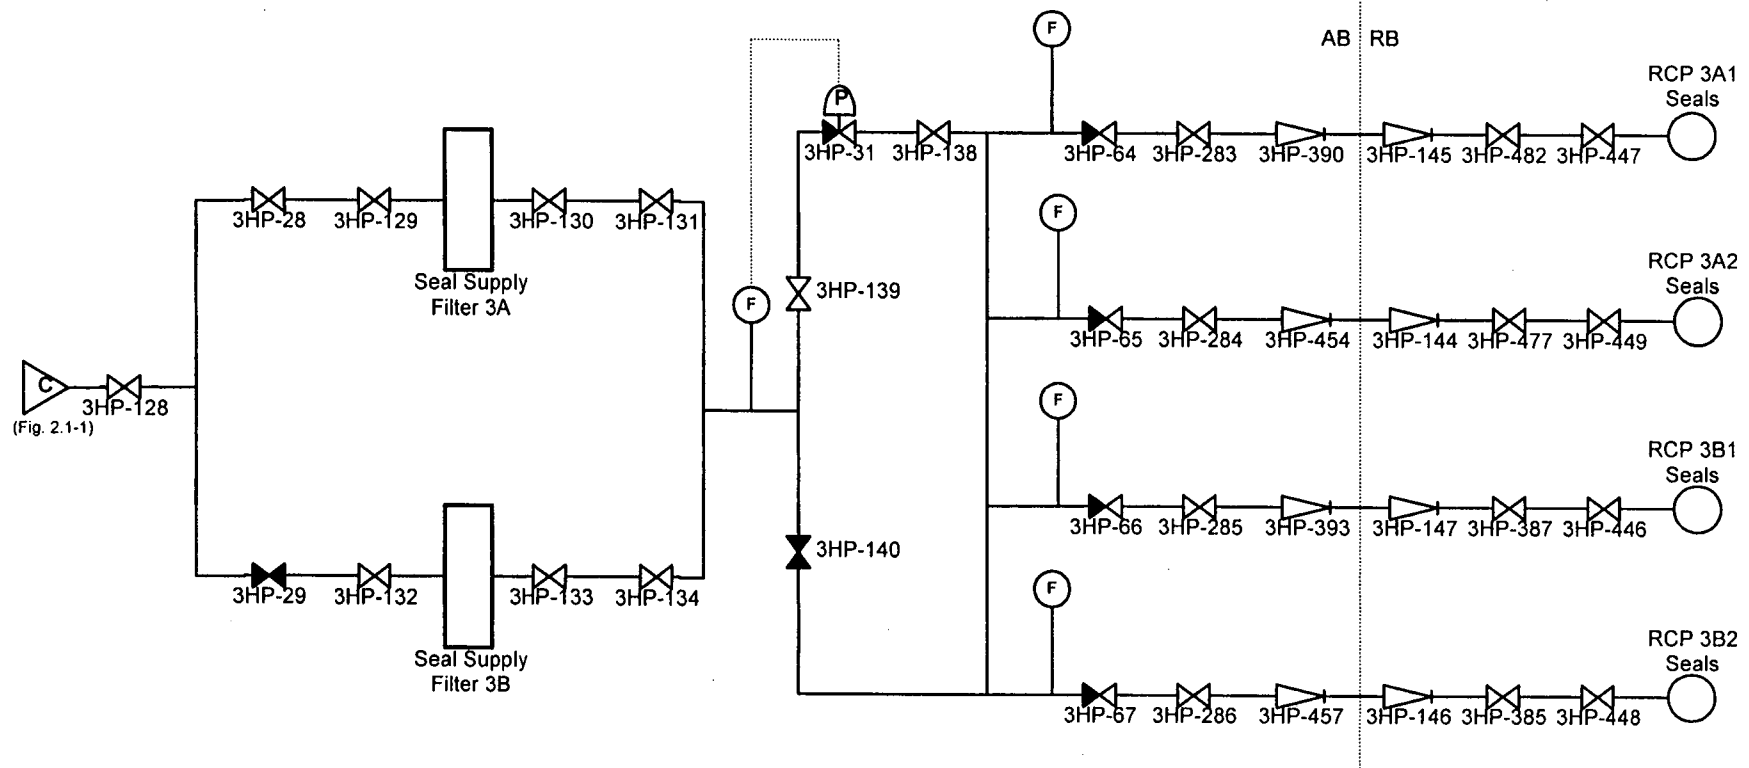 F
AB RB
RCP 3A1
Seals
P
3HP-31 3HP-138 3HP-64 3HP-283 3HP-390 3HP-145 3HP-482 3HP-447
3HP-28 3HP-129 3HP-130 3HP-131
F
RCP 3A2
Seals
Seal Supply
Filter 3A
F
3HP-139
3HP-65 3HP-284 3HP-454 3HP-144 3HP-477 3HP-449
C
3HP-128
(Fig. 2.1-1)
F
RCP 3B1
Seals
3HP-66 3HP-285 3HP-393 3HP-147 3HP-387 3HP-446
3HP-140
3HP-29 3HP-132 3HP-133 3HP-134
F
RCP 3B2
Seals
Seal Supply
Filter 3B
3HP-67 3HP-286 3HP-457 3HP-146 3HP-385 3HP-448